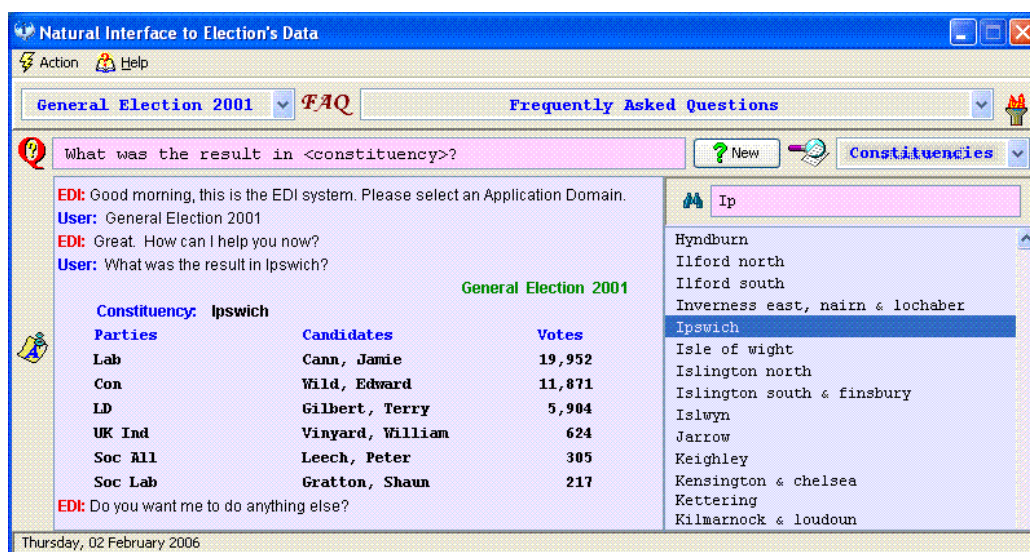 Natural Interface to Election's Data
Action Help
General Election 2001 FAQ Frequently Asked Questions
What was the result in <constituency>? ? New Constituencies
EDI: Good morning, this is the EDI system. Please select an Application Domain.
User: General Election 2001
EDI: Great. How can I help you now?
User: What was the result in Ipswich?
General Election 2001
Constituency: Ipswich
Parties Candidates Votes
Lab Cann, Jamie 19,952
Con Wild, Edward 11,871
LD Gilbert, Terry 5,904
UK Ind Vinyard, William 624
Soc All Leech, Peter 305
Soc Lab Gratton, Shaun 217
EDI: Do you want me to do anything else?
Ip
Hyndburn
Ilford north
Ilford south
Inverness east, nairn & lochaber
Ipswich
Isle of wight
Islington north
Islington south & finsbury
Islwyn
Jarrow
Keighley
Kensington & chelsea
Kettering
Kilmarnock & loudoun
Thursday, 02 February 2006